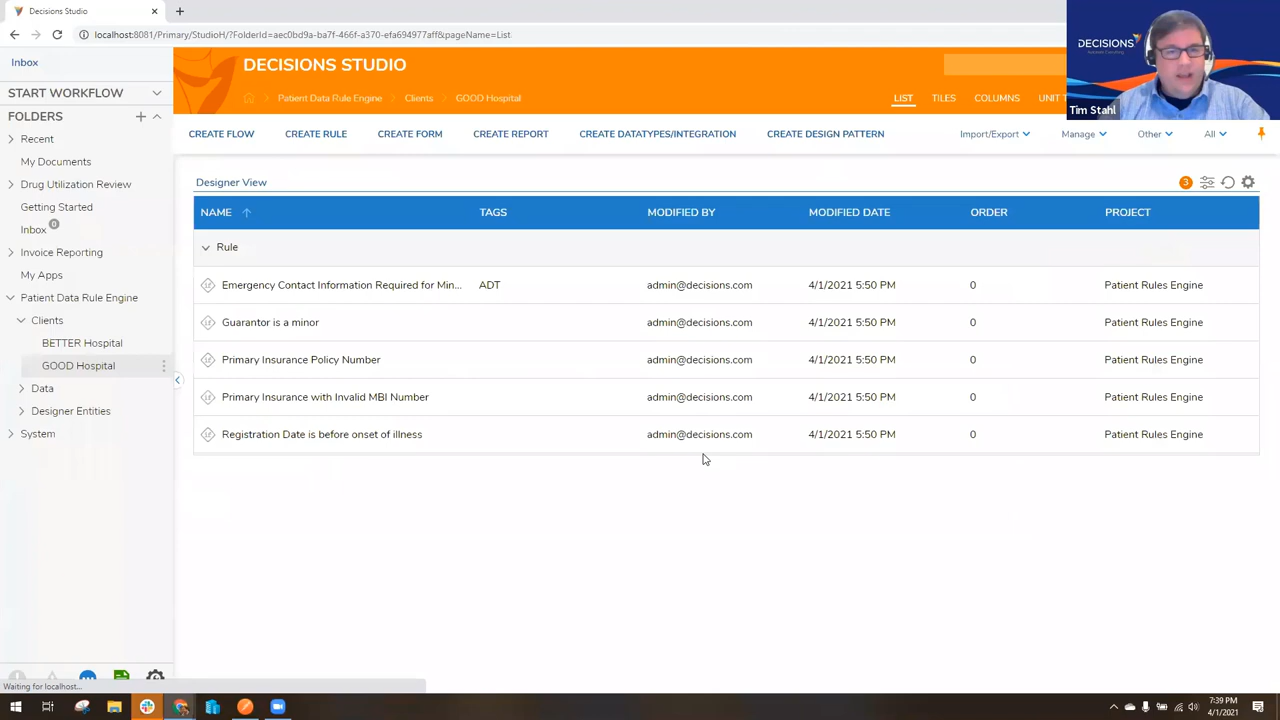 Decisions Studio
localhost:8081/Primary/StudioH/?FolderId=aec0bd9a-ba7f-466f-a370-efa694977aff&pageName=List
DECISIONS
Tim Stahl
Inbox
START WORKFLOW
FOLDERS
Recent
My Documents
Drug Utilization Review
Getting Started
Inbox 0
Invoice Reporting
My Apps
Patient Data Rule Engine
Clients
BETTER Hospital
GOOD Hospital
Data
Designer Entities
System
DECISIONS STUDIO
Patient Data Rule Engine Clients GOOD Hospital
LIST TILES COLUMNS UNIT T
CREATE FLOW CREATE RULE CREATE FORM CREATE REPORT CREATE DATATYPES/INTEGRATION CREATE DESIGN PATTERN Import/Export Manage Other All
Designer View 3
NAME TAGS MODIFIED BY MODIFIED DATE ORDER PROJECT
Rule
Emergency Contact Information Required for Min... ADT admin@decisions.com 4/1/2021 5:50 PM 0 Patient Rules Engine
Guarantor is a minor admin@decisions.com 4/1/2021 5:50 PM 0 Patient Rules Engine
Primary Insurance Policy Number admin@decisions.com 4/1/2021 5:50 PM 0 Patient Rules Engine
Primary Insurance with Invalid MBI Number admin@decisions.com 4/1/2021 5:50 PM 0 Patient Rules Engine
Registration Date is before onset of illness admin@decisions.com 4/1/2021 5:50 PM 0 Patient Rules Engine
Waiting for localhost...
7:39 PM
4/1/2021